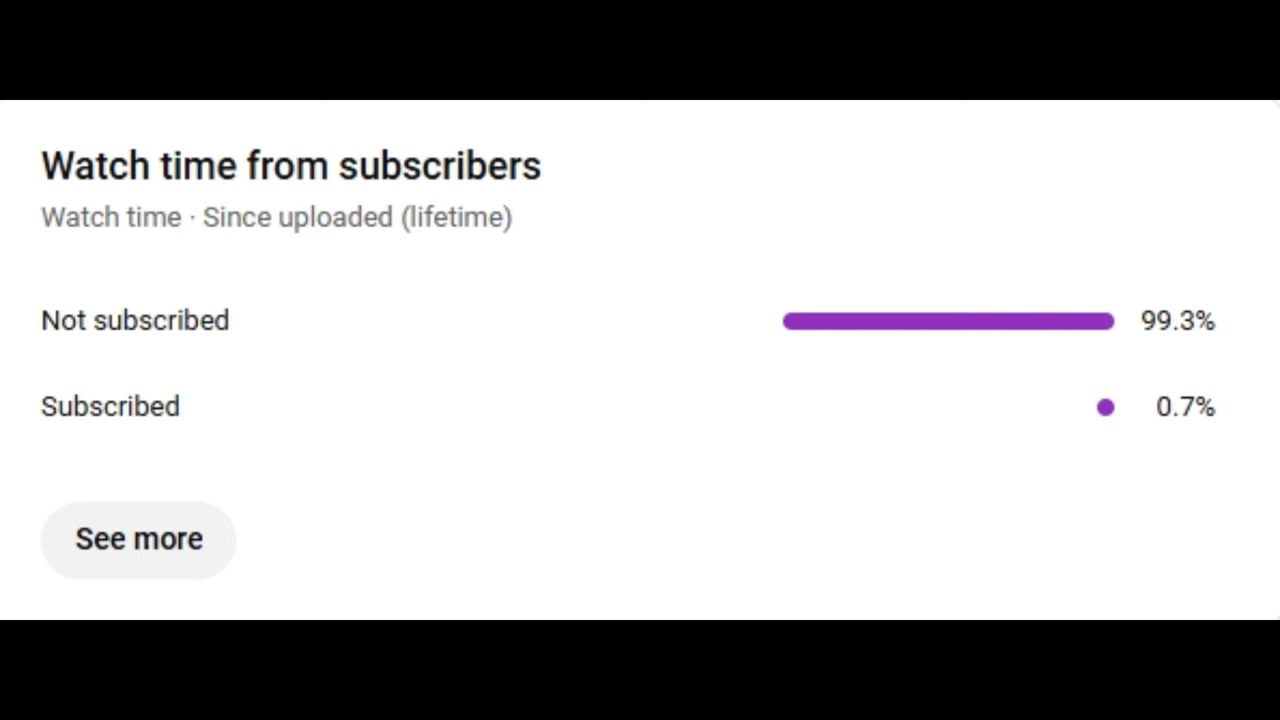 Watch time from subscribers
Watch time · Since uploaded (lifetime)
Not subscribed 99.3%
Subscribed 0.7%
See more